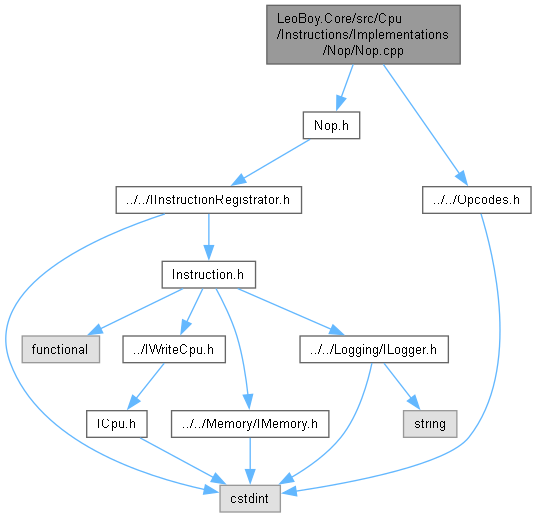 LeoBoy.Core/src/Cpu
/Instructions/Implementations
/Nop/Nop.cpp
Nop.h
../../IInstructionRegistrator.h
../../Opcodes.h
Instruction.h
functional
../IWriteCpu.h
../../Logging/ILogger.h
ICpu.h
../../Memory/IMemory.h
string
cstdint